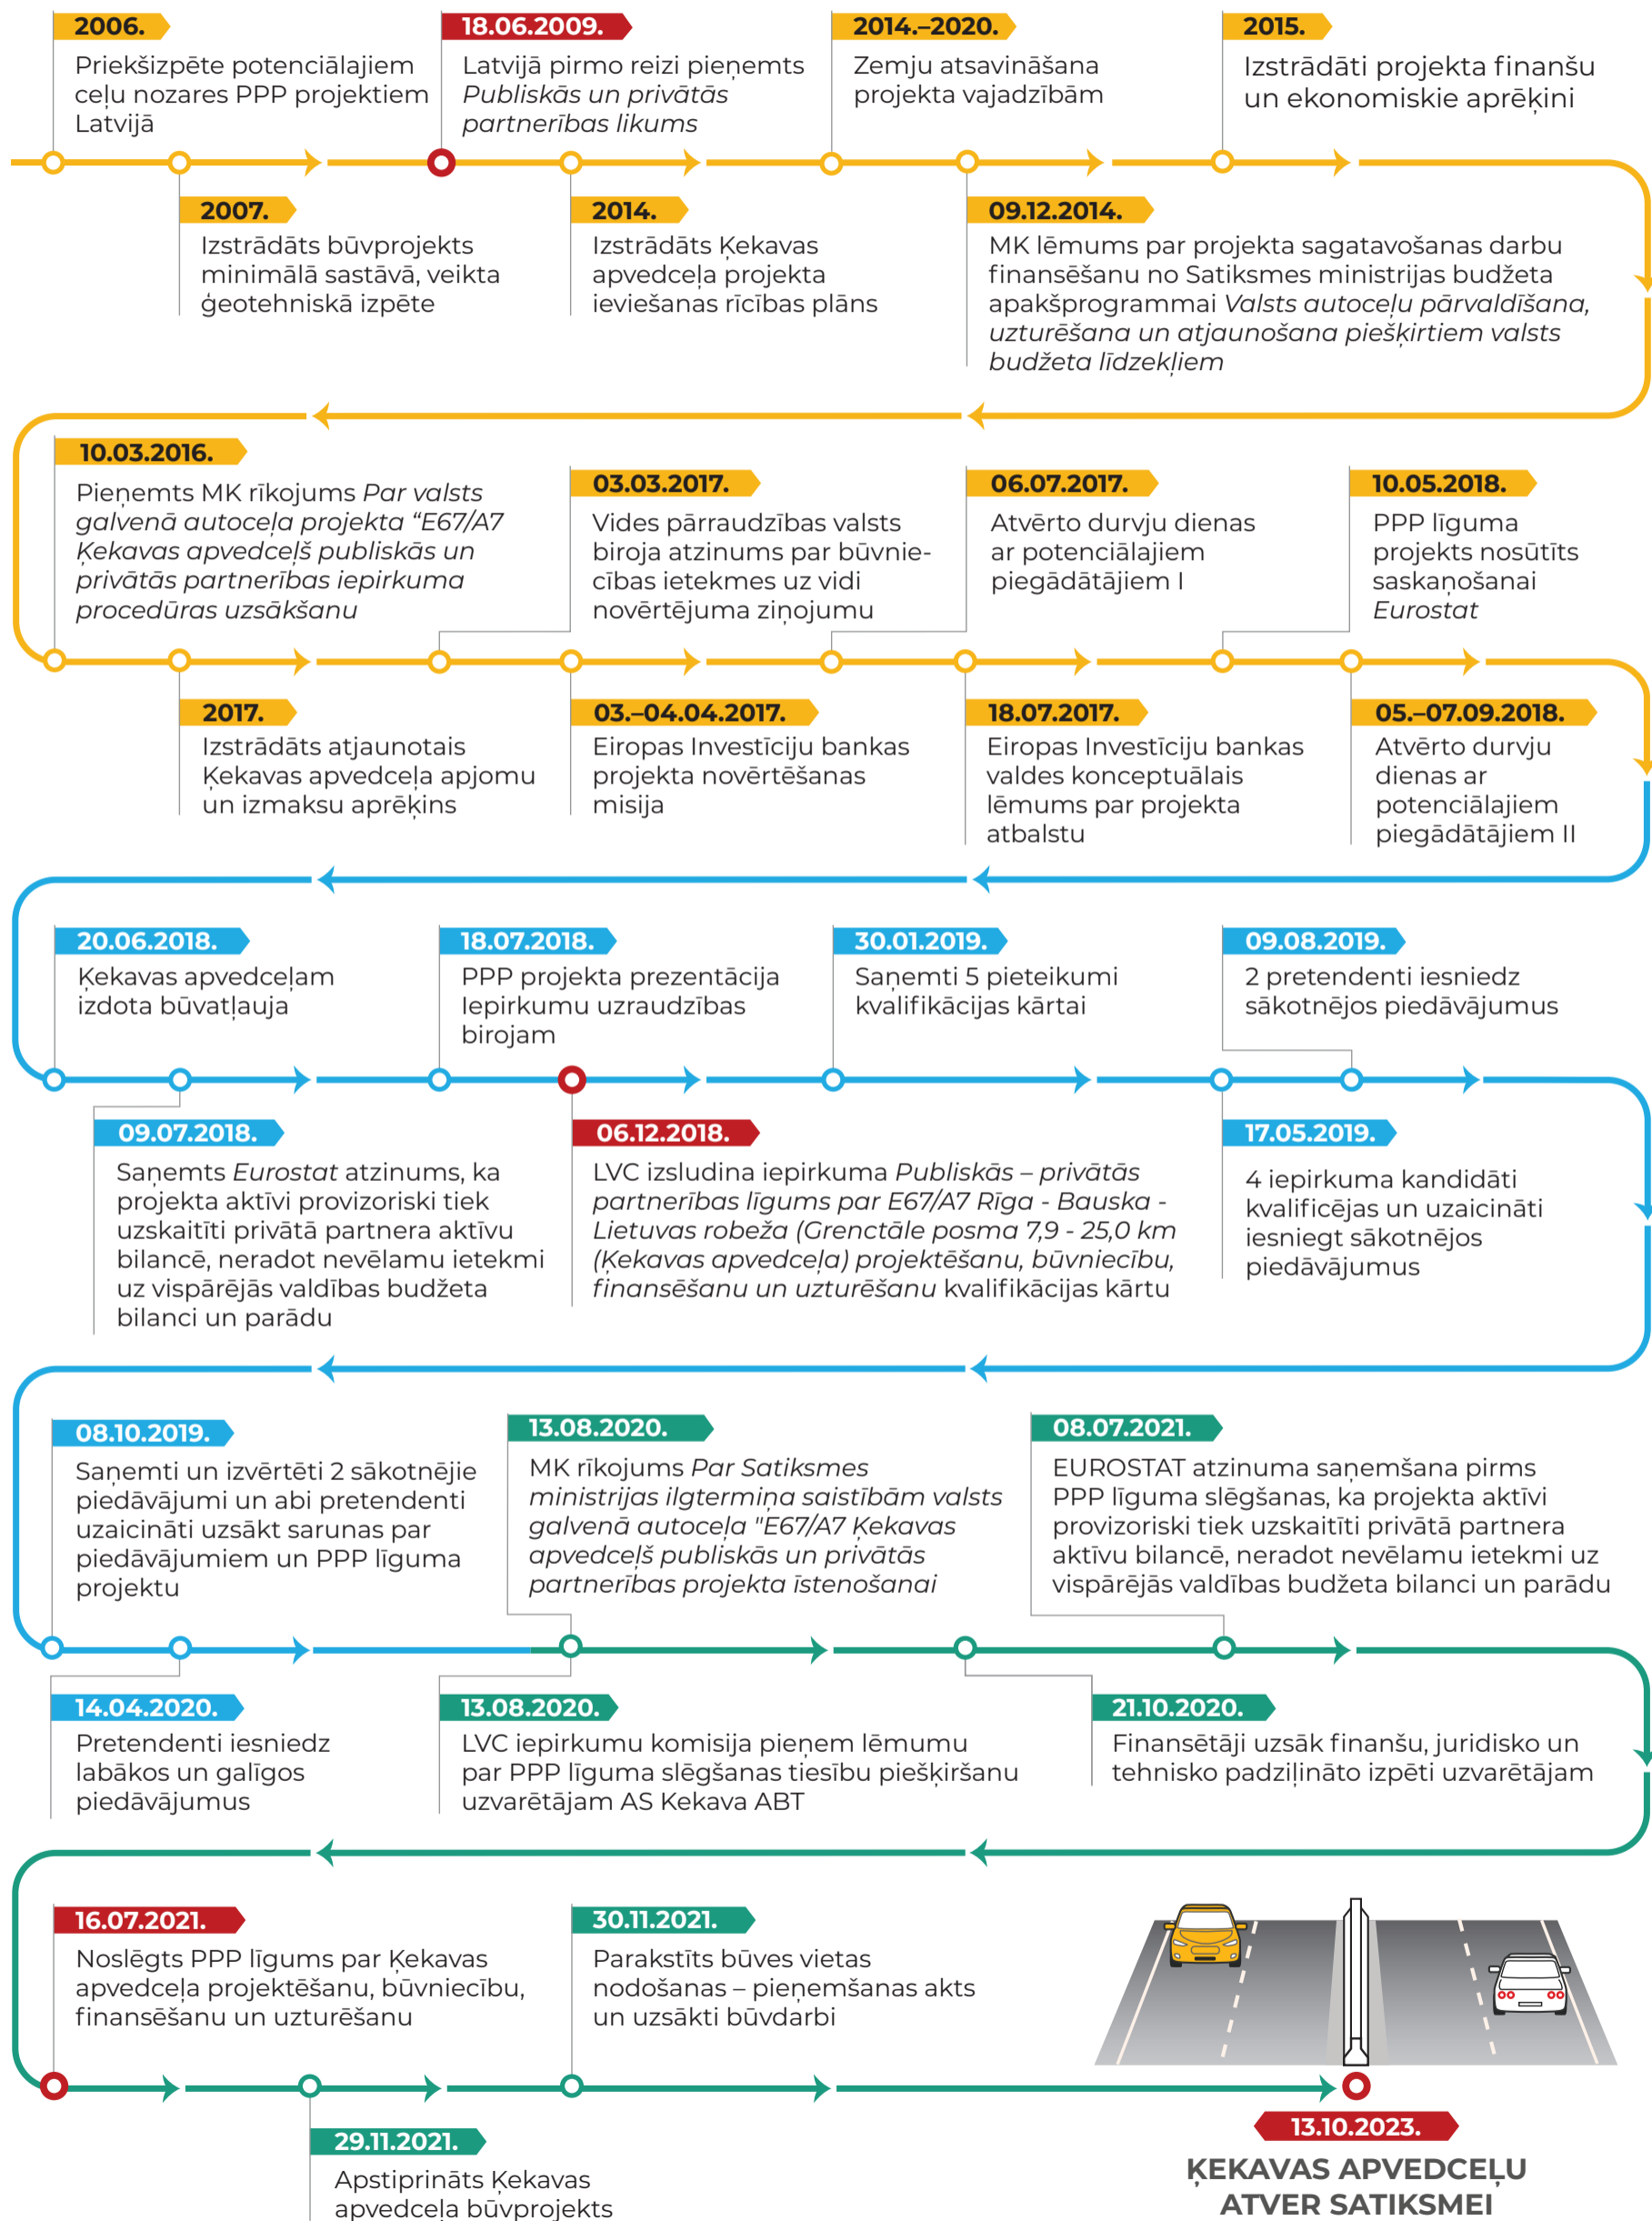 2006.
Priekšizpēte potenciālajiem
ceļu nozares PPP projektiem
Latvijā
18.06.2009.
Latvijā pirmo reizi pieņemts
Publiskās un privātās
partnerības likums
2014.–2020.
Zemju atsavināšana
projekta vajadzībām
2015.
Izstrādāti projekta finanšu
un ekonomiskie aprēķini
2007.
Izstrādāts būvprojekts
minimālā sastāvā, veikta
ģeotehniskā izpēte
2014.
Izstrādāts Ķekavas
apvedceļa projekta
ieviešanas rīcības plāns
09.12.2014.
MK lēmums par projekta sagatavošanas darbu
finansēšanu no Satiksmes ministrijas budžeta
apakšprogrammai Valsts autoceļu pārvaldīšana,
uzturēšana un atjaunošana piešķirtiem valsts
budžeta līdzekļiem
10.03.2016.
Pieņemts MK rīkojums Par valsts
galvenā autoceļa projekta “E67/A7
Ķekavas apvedceļš publiskās un
privātās partnerības iepirkuma
procedūras uzsākšanu
03.03.2017.
Vides pārraudzības valsts
biroja atzinums par būvnie-
cības ietekmes uz vidi
novērtējuma ziņojumu
06.07.2017.
Atvērto durvju dienas
ar potenciālajiem
piegādātājiem I
10.05.2018.
PPP līguma
projekts nosūtīts
saskaņošanai
Eurostat
2017.
Izstrādāts atjaunotais
Ķekavas apvedceļa apjomu
un izmaksu aprēķins
03.–04.04.2017.
Eiropas Investīciju bankas
projekta novērtēšanas
misija
18.07.2017.
Eiropas Investīciju bankas
valdes konceptuālais
lēmums par projekta
atbalstu
05.–07.09.2018.
Atvērto durvju
dienas ar
potenciālajiem
piegādātājiem II
20.06.2018.
Ķekavas apvedceļam
izdota būvatļauja
18.07.2018.
PPP projekta prezentācija
Iepirkumu uzraudzības
birojam
30.01.2019.
Saņemti 5 pieteikumi
kvalifikācijas kārtai
09.08.2019.
2 pretendenti iesniedz
sākotnējos piedāvājumus
09.07.2018.
Saņemts Eurostat atzinums, ka
projekta aktīvi provizoriski tiek
uzskaitīti privātā partnera aktīvu
bilancē, neradot nevēlamu ietekmi
uz vispārējās valdības budžeta
bilanci un parādu
06.12.2018.
LVC izsludina iepirkuma Publiskās – privātās
partnerības līgums par E67/A7 Rīga - Bauska -
Lietuvas robeža (Grenctāle posma 7,9 - 25,0 km
(Ķekavas apvedceļa) projektēšanu, būvniecību,
finansēšanu un uzturēšanu kvalifikācijas kārtu
17.05.2019.
4 iepirkuma kandidāti
kvalificējas un uzaicināti
iesniegt sākotnējos
piedāvājumus
08.10.2019.
Saņemti un izvērtēti 2 sākotnējie
piedāvājumi un abi pretendenti
uzaicināti uzsākt sarunas par
piedāvājumiem un PPP līguma
projektu
13.08.2020.
MK rīkojums Par Satiksmes
ministrijas ilgtermiņa saistībām valsts
galvenā autoceļa "E67/A7 Ķekavas
apvedceļš publiskās un privātās
partnerības projekta īstenošanai
08.07.2021.
EUROSTAT atzinuma saņemšana pirms
PPP līguma slēgšanas, ka projekta aktīvi
provizoriski tiek uzskaitīti privātā partnera
aktīvu bilancē, neradot nevēlamu ietekmi uz
vispārējās valdības budžeta bilanci un parādu
14.04.2020.
Pretendenti iesniedz
labākos un galīgos
piedāvājumus
13.08.2020.
LVC iepirkumu komisija pieņem lēmumu
par PPP līguma slēgšanas tiesību piešķiršanu
uzvarētājam AS Kekava ABT
21.10.2020.
Finansētāji uzsāk finanšu, juridisko un
tehnisko padziļināto izpēti uzvarētājam
16.07.2021.
Noslēgts PPP līgums par Ķekavas
apvedceļa projektēšanu, būvniecību,
finansēšanu un uzturēšanu
30.11.2021.
Parakstīts būves vietas
nodošanas – pieņemšanas akts
un uzsākti būvdarbi
29.11.2021.
Apstiprināts Ķekavas
apvedceļa būvprojekts
13.10.2023.
ĶEKAVAS APVEDCEĻU
ATVER SATIKSMEI